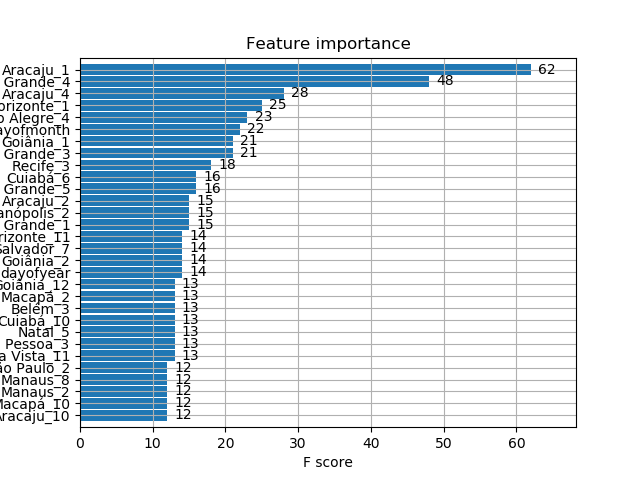 Feature importance
Aracaju_1 62
Grande_4 48
Aracaju_4 28
orizonte_1 25
Alegre_4 23
ayofmonth 22
Goiânia_1 21
Grande_3 21
Recife_3 18
Cuiabá_6 16
Grande_5 16
Aracaju_2 15
anópolis_2 15
Grande_1 15
rizonte_11 14
Salvador_7 14
Goiânia_2 14
dayofyear 14
Goiânia_12 13
Macapá_2 13
Belém_3 13
Cuiabá_10 13
Natal_5 13
Pessoa_3 13
a Vista_11 13
ão Paulo_2 12
Manaus_8 12
Manaus_2 12
Macapá_10 12
Aracaju_10 12
0 10 20 30 40 50 60
F score